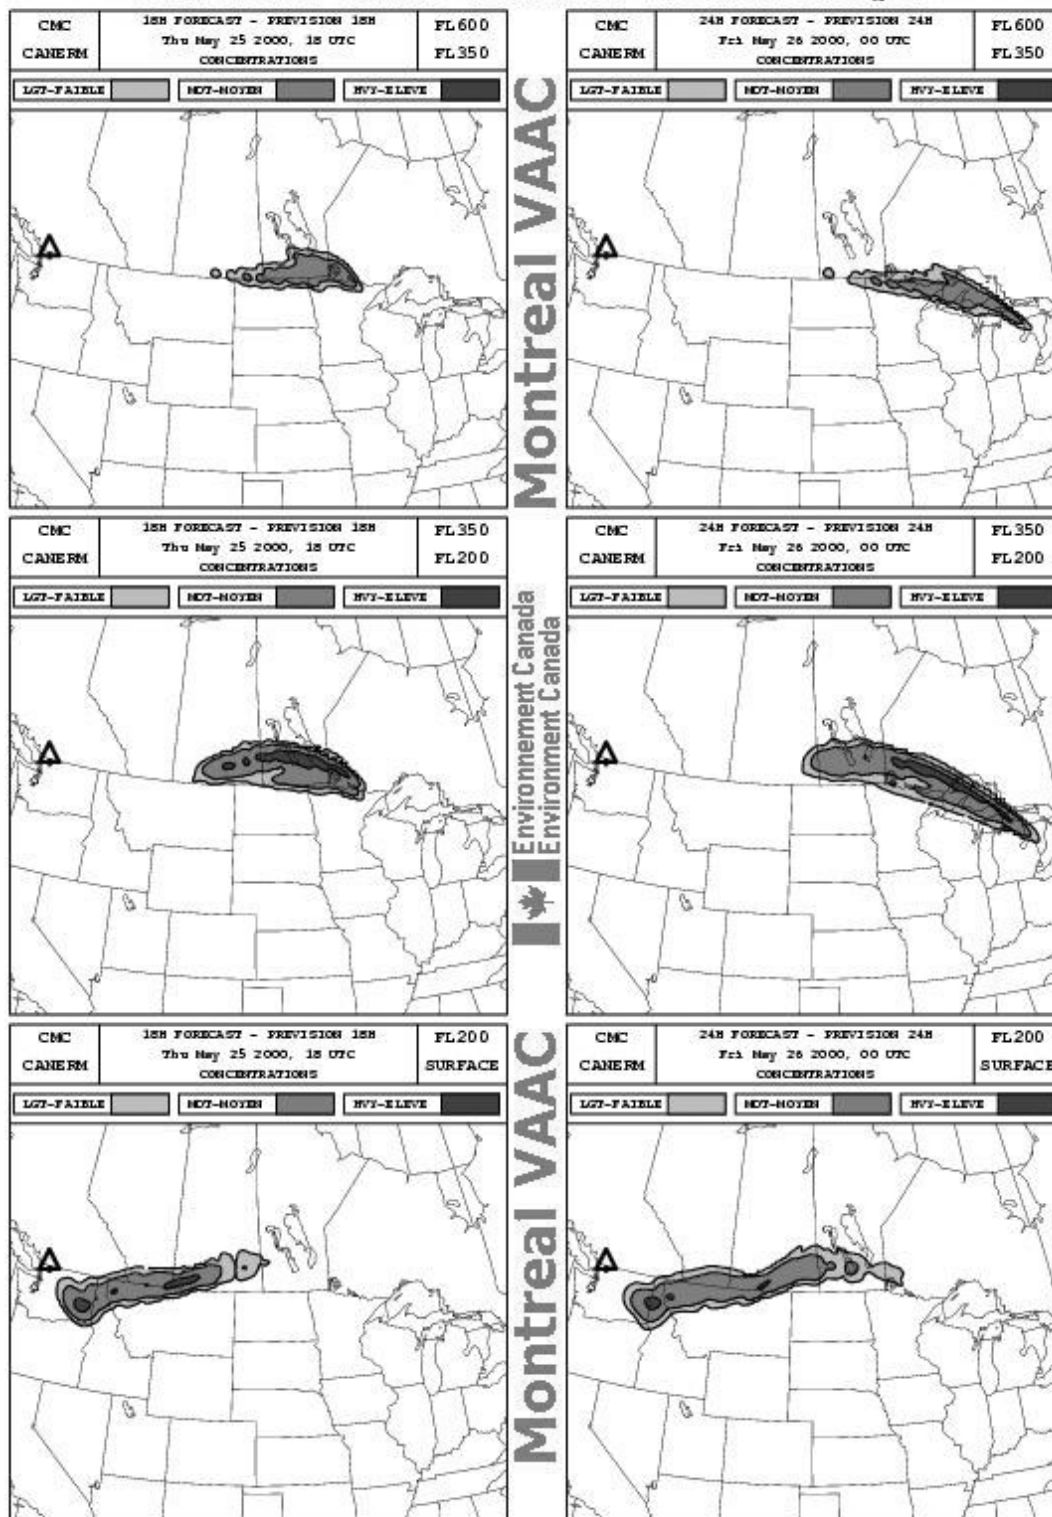 CMC
CANERM
18H FORECAST - PREVISION 18H
Thu May 25 2000, 18 UTC
CONCENTRATIONS
FL600
FL350
LGT-FAIBLE
MDT-MOYEN
HVY-ELEVE
CMC
CANERM
24H FORECAST - PREVISION 24H
Fri May 26 2000, 00 UTC
CONCENTRATIONS
FL600
FL350
LGT-FAIBLE
MDT-MOYEN
HVY-ELEVE
Montreal VAAC
CMC
CANERM
18H FORECAST - PREVISION 18H
Thu May 25 2000, 18 UTC
CONCENTRATIONS
FL350
FL200
LGT-FAIBLE
MDT-MOYEN
HVY-ELEVE
CMC
CANERM
24H FORECAST - PREVISION 24H
Fri May 26 2000, 00 UTC
CONCENTRATIONS
FL350
FL200
LGT-FAIBLE
MDT-MOYEN
HVY-ELEVE
Environnement Canada
Environment Canada
CMC
CANERM
18H FORECAST - PREVISION 18H
Thu May 25 2000, 18 UTC
CONCENTRATIONS
FL200
SURFACE
LGT-FAIBLE
MDT-MOYEN
HVY-ELEVE
CMC
CANERM
24H FORECAST - PREVISION 24H
Fri May 26 2000, 00 UTC
CONCENTRATIONS
FL200
SURFACE
LGT-FAIBLE
MDT-MOYEN
HVY-ELEVE
Montreal VAAC